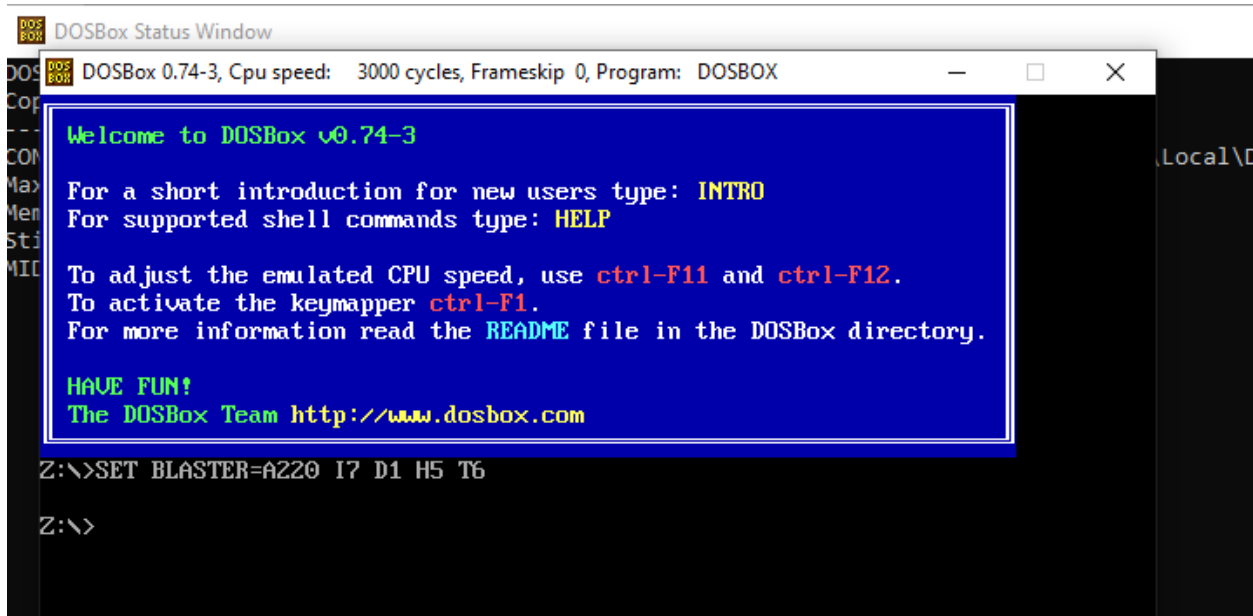 DOSBox Status Window
DOSBox 0.74-3, Cpu speed: 3000 cycles, Frameskip 0, Program: DOSBOX
Welcome to DOSBox v0.74-3
For a short introduction for new users type: INTRO
For supported shell commands type: HELP
To adjust the emulated CPU speed, use ctrl-F11 and ctrl-F12.
To activate the keymapper ctrl-F1.
For more information read the README file in the DOSBox directory.
HAVE FUN!
The DOSBox Team http://www.dosbox.com
Z:\>SET BLASTER=A220 I7 D1 H5 T6
Z:\>